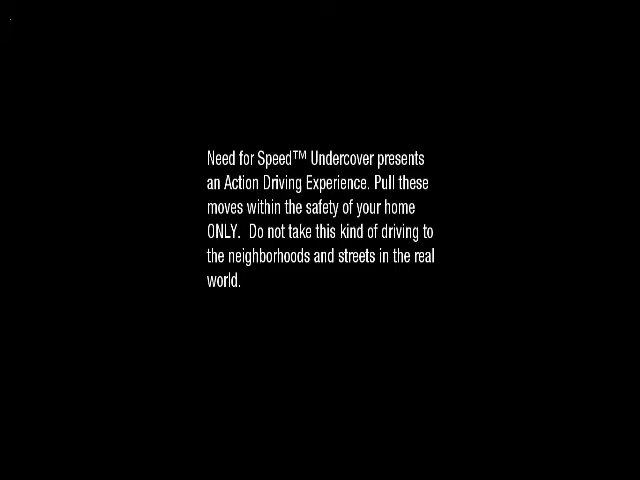 Need for Speed™ Undercover presents
an Action Driving Experience. Pull these
moves within the safety of your home
ONLY.  Do not take this kind of driving to
the neighborhoods and streets in the real
world.